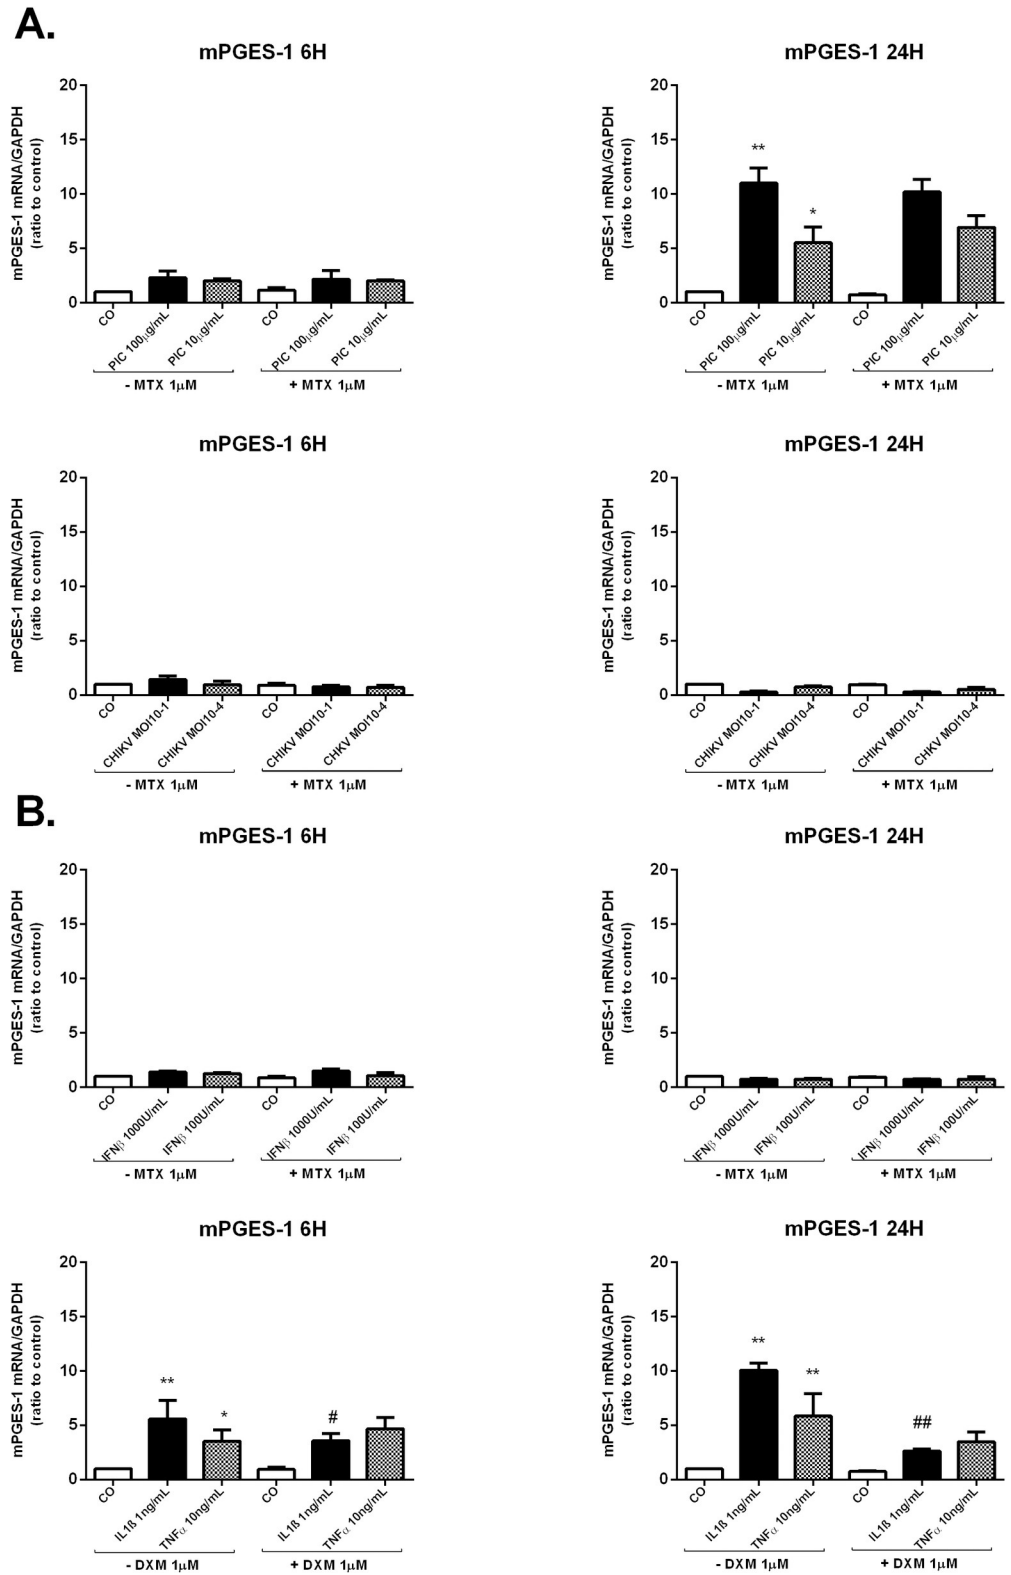 A.
mPGES-1 6H
mPGES-1 mRNA/GAPDH
(ratio to control)
20
15
10
5
0
CO
PIC 100µg/mL
PIC 10µg/mL
CO
PIC 100µg/mL
PIC 10µg/mL
- MTX 1µM
+ MTX 1µM
mPGES-1 24H
mPGES-1 mRNA/GAPDH
(ratio to control)
20
15
10
5
0
**
*
CO
PIC 100µg/mL
PIC 10µg/mL
CO
PIC 100µg/mL
PIC 10µg/mL
- MTX 1µM
+ MTX 1µM
mPGES-1 6H
mPGES-1 mRNA/GAPDH
(ratio to control)
20
15
10
5
0
CO
CHIKV MOI10-1
CHIKV MOI10-4
CO
CHIKV MOI10-1
CHIKV MOI10-4
- MTX 1µM
+ MTX 1µM
mPGES-1 24H
mPGES-1 mRNA/GAPDH
(ratio to control)
20
15
10
5
0
CO
CHIKV MOI10-1
CHIKV MOI10-4
CO
CHIKV MOI10-1
CHIKV MOI10-4
- MTX 1µM
+ MTX 1µM
B.
mPGES-1 6H
mPGES-1 mRNA/GAPDH
(ratio to control)
20
15
10
5
0
CO
IFNβ 1000U/mL
IFNβ 100U/mL
CO
IFNβ 1000U/mL
IFNβ 100U/mL
- MTX 1µM
+ MTX 1µM
mPGES-1 24H
mPGES-1 mRNA/GAPDH
(ratio to control)
20
15
10
5
0
CO
IFNβ 1000U/mL
IFNβ 100U/mL
CO
IFNβ 1000U/mL
IFNβ 100U/mL
- MTX 1µM
+ MTX 1µM
mPGES-1 6H
mPGES-1 mRNA/GAPDH
(ratio to control)
20
15
10
5
0
**
*
#
CO
IL1ß 1ng/mL
TNFα 10ng/mL
CO
IL1ß 1ng/mL
TNFα 10ng/mL
- DXM 1µM
+ DXM 1µM
mPGES-1 24H
mPGES-1 mRNA/GAPDH
(ratio to control)
20
15
10
5
0
**
**
##
CO
IL1ß 1ng/mL
TNFα 10ng/mL
CO
IL1ß 1ng/mL
TNFα 10ng/mL
- DXM 1µM
+ DXM 1µM